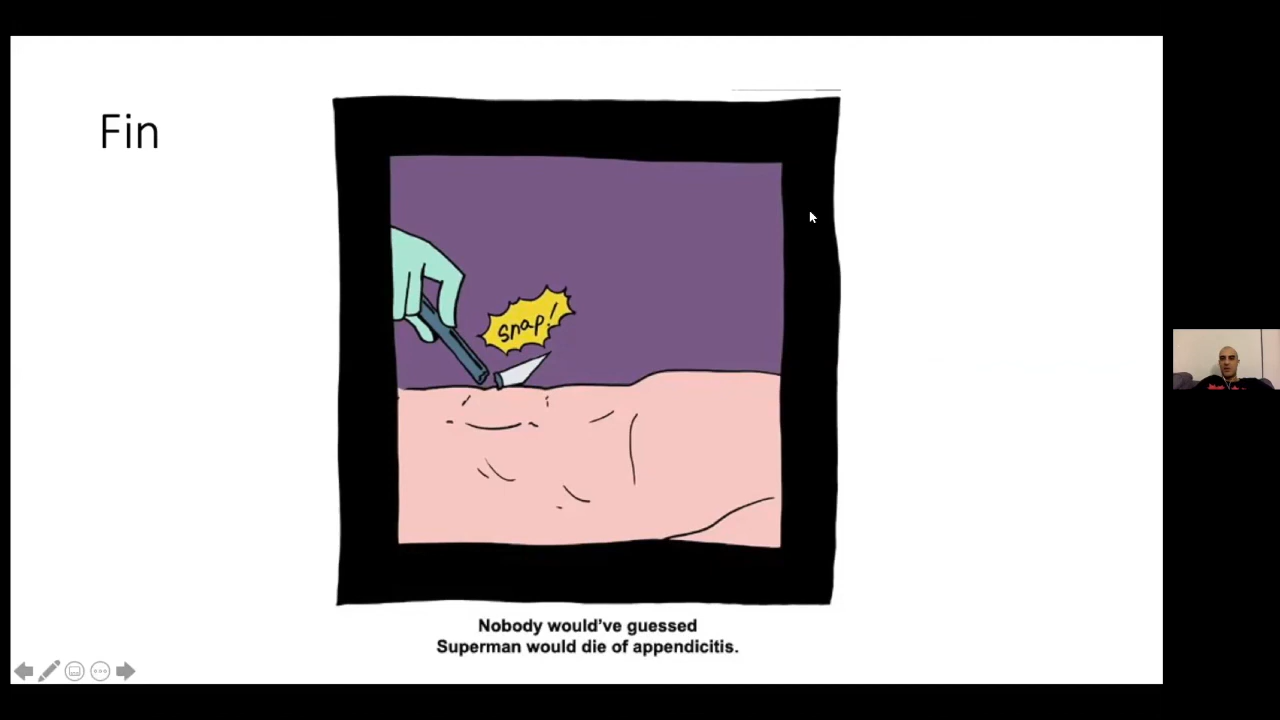 Fin
snap!
Nobody would've guessed
Superman would die of appendicitis.